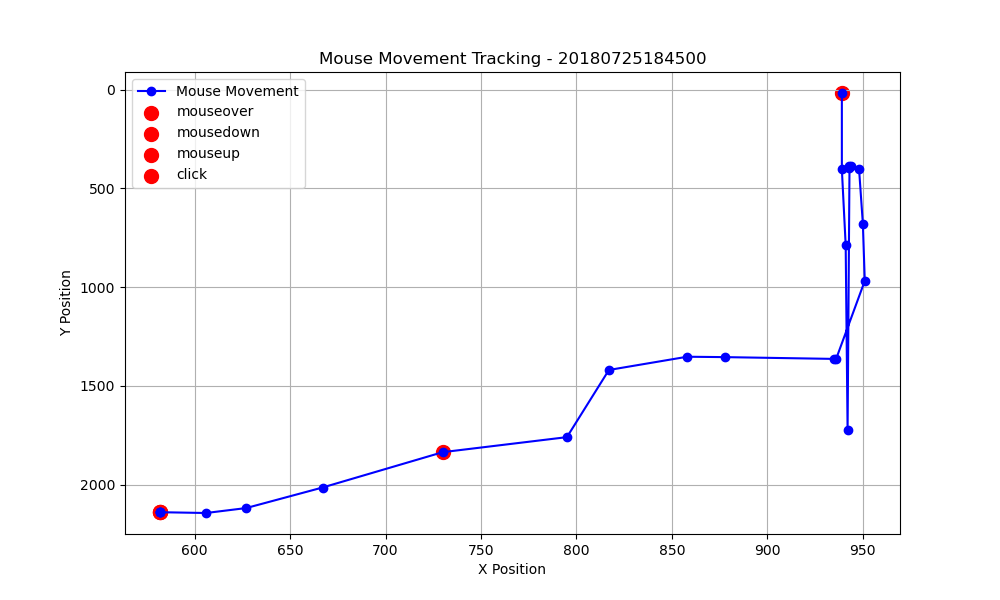 Mouse Movement Tracking - 20180725184500
Mouse Movement
mouseover
mousedown
mouseup
click
0
500
1000
1500
2000
Y Position
600 650 700 750 800 850 900 950
X Position